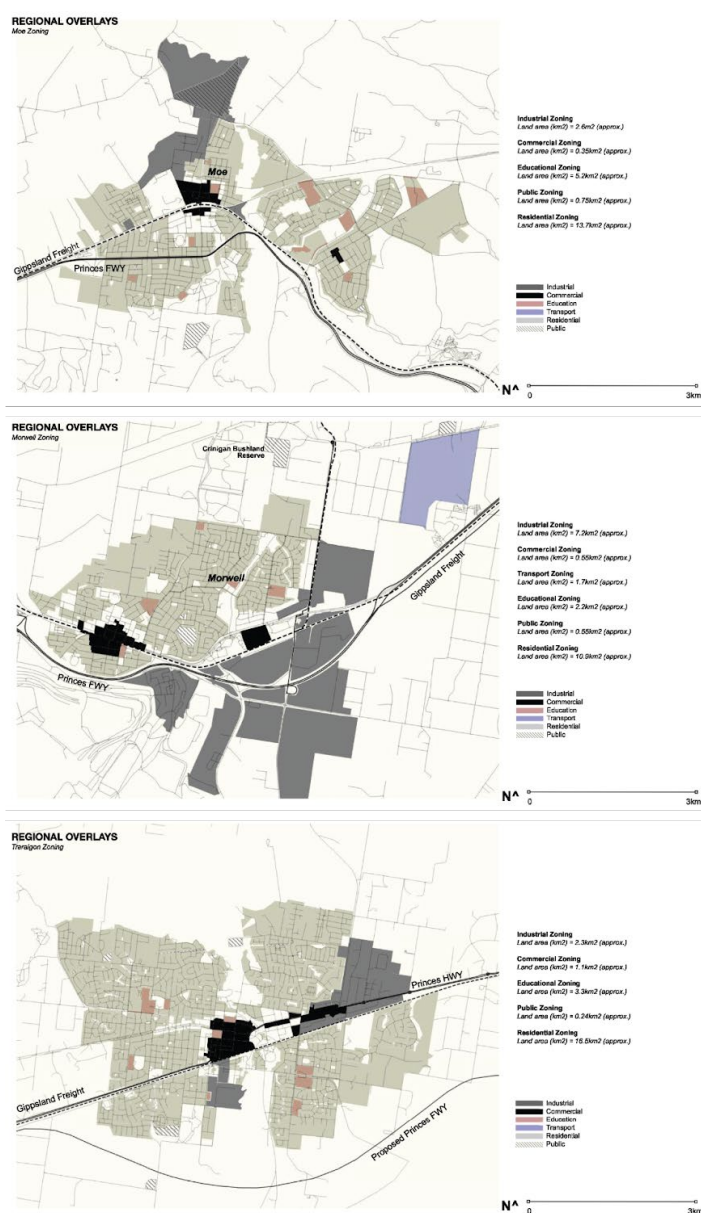 REGIONAL OVERLAYS
Moe Zoning
Industrial Zoning
Land area (km2) = 2.6m2 (approx.)
Commercial Zoning
Land area (km2) = 0.35km2 (approx.)
Educational Zoning
Land area (km2) = 5.2km2 (approx.)
Public Zoning
Land area (km2) = 0.75km2 (approx.)
Residential Zoning
Land area (km2) = 13.7km2 (approx.)
Moe
Gippsland Freight
Princes FWY
Industrial
Commercial
Education
Transport
Residential
Public
N^
0
3km
REGIONAL OVERLAYS
Morwell Zoning
Crinigan Bushland
Reserve
Industrial Zoning
Land area (km2) = 7.2km2 (approx.)
Commercial Zoning
Land area (km2) = 0.55km2 (approx.)
Transport Zoning
Land area (km2) = 1.7km2 (approx.)
Educational Zoning
Land area (km2) = 2.2km2 (approx.)
Public Zoning
Land area (km2) = 0.55km2 (approx.)
Residential Zoning
Land area (km2) = 10.9km2 (approx.)
Morwell
Gippsland Freight
Princes FWY
Industrial
Commercial
Education
Transport
Residential
Public
N^
0
3km
REGIONAL OVERLAYS
Traralgon Zoning
Industrial Zoning
Land area (km2) = 2.3km2 (approx.)
Commercial Zoning
Land area (km2) = 1.1km2 (approx.)
Educational Zoning
Land area (km2) = 3.3km2 (approx.)
Public Zoning
Land area (km2) = 0.24km2 (approx.)
Residential Zoning
Land area (km2) = 16.5km2 (approx.)
Princes HWY
Gippsland Freight
Proposed Princes FWY
Industrial
Commercial
Education
Transport
Residential
Public
N^
0
3km